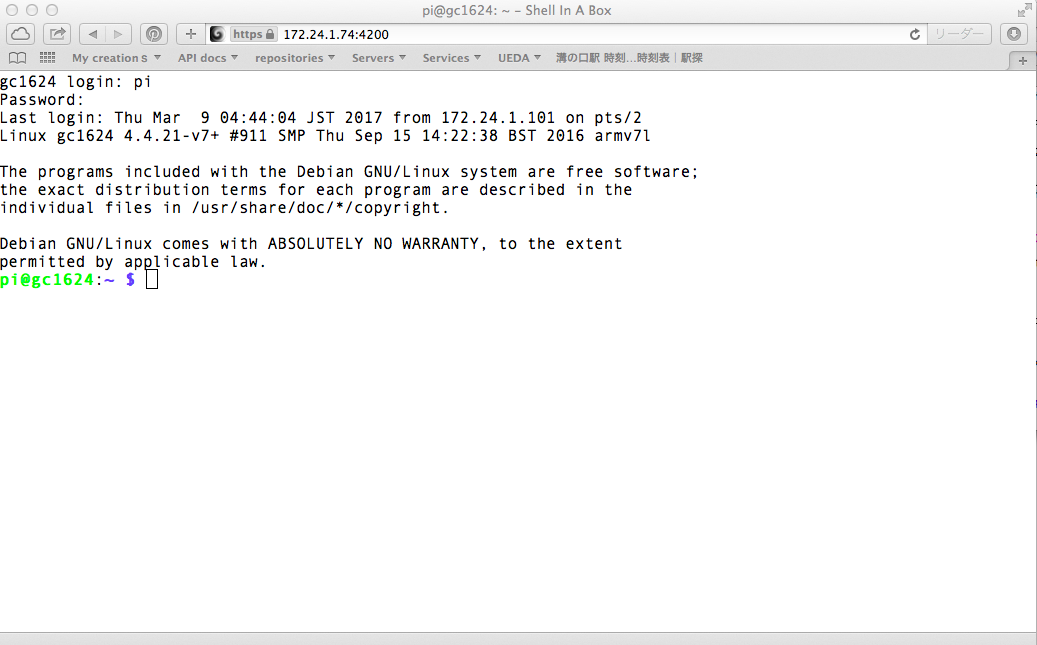 pi@gc1624: ~ – Shell In A Box
https 172.24.1.74:4200 リーダー
My creations API docs repositories Servers Services UEDA 溝の口駅 時刻...時刻表｜駅探
gc1624 login: pi
Password:
Last login: Thu Mar  9 04:44:04 JST 2017 from 172.24.1.101 on pts/2
Linux gc1624 4.4.21-v7+ #911 SMP Thu Sep 15 14:22:38 BST 2016 armv7l
The programs included with the Debian GNU/Linux system are free software;
the exact distribution terms for each program are described in the
individual files in /usr/share/doc/*/copyright.
Debian GNU/Linux comes with ABSOLUTELY NO WARRANTY, to the extent
permitted by applicable law.
pi@gc1624:~ $